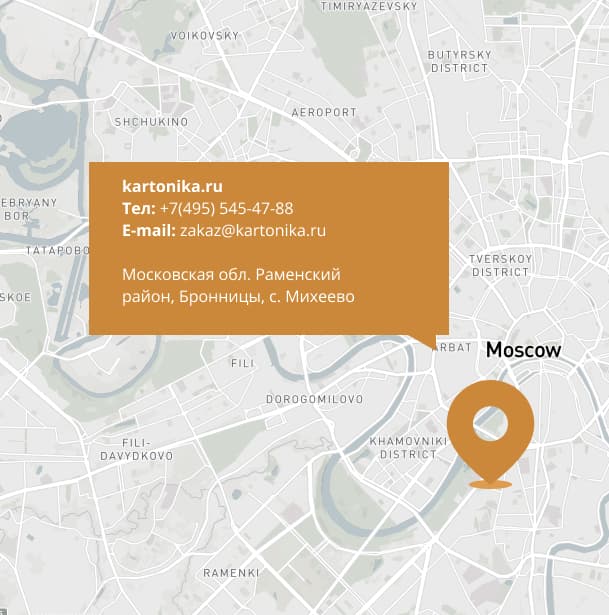 TIMIRYAZEVSKY
VOIKOVSKY
BUTYRSKY
DISTRICT
AEROPORT
SHCHUKINO
kartonika.ru
Тел: +7(495) 545-47-88
E-mail: zakaz@kartonika.ru
Московская обл. Раменский
район, Бронницы, с. Михеево
EBRYANY
BOR
TATAPOBO
SKOE
TVERSKOY
DISTRICT
ARBAT
Moscow
FILI
DOROGOMILOVO
KHAMOVNIKI
DISTRICT
FILI-
DAVYDKOVO
RAMENKI